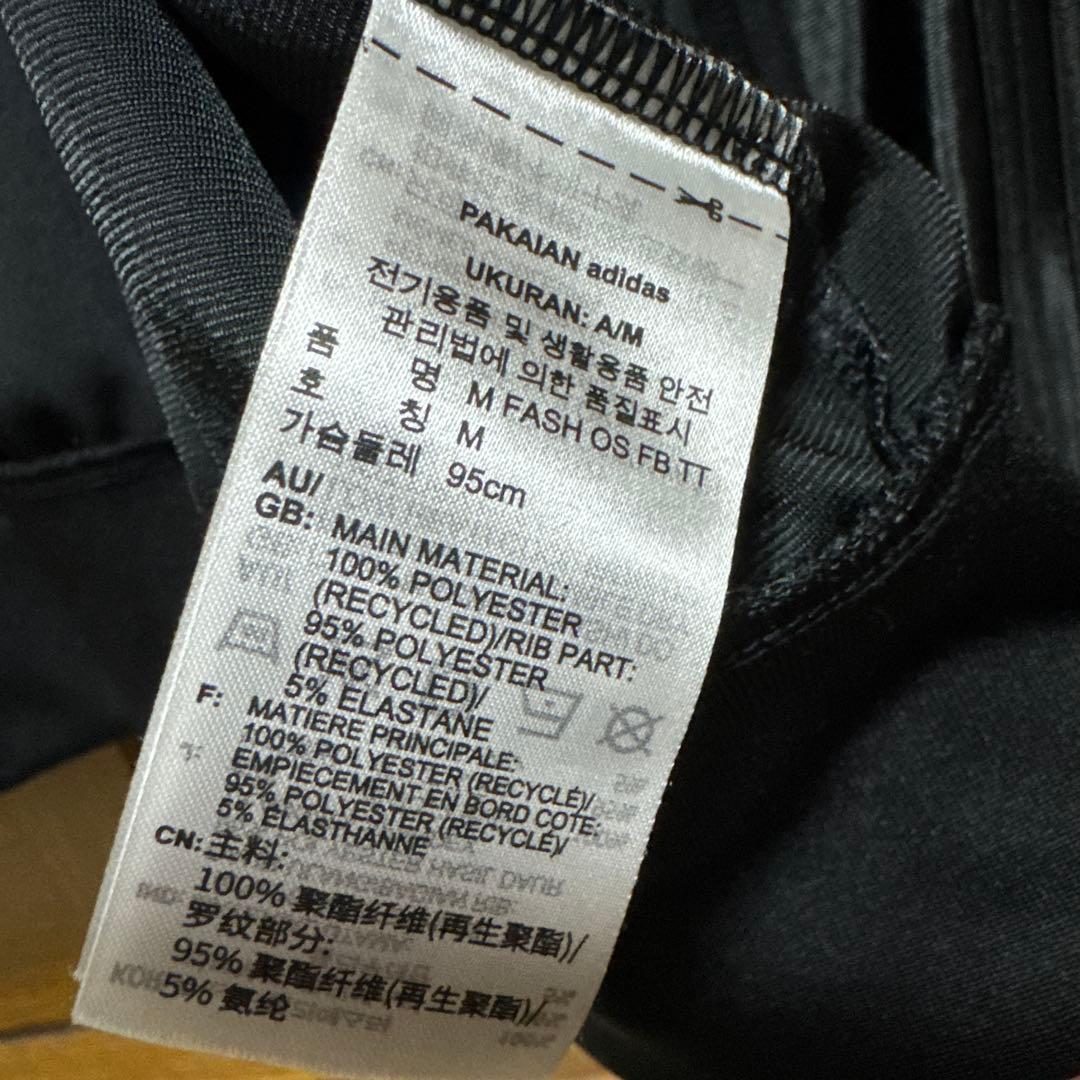 PAKAIAN adidas
UKURAN: A/M
전기용품 및 생활용품 안전
관리법에 의한 품질표시
품 명 M FASH OS FB TT
호 칭 M
가슴둘레 95cm
AU/
GB: MAIN MATERIAL:
100% POLYESTER
(RECYCLED)/RIB PART:
95% POLYESTER
(RECYCLED)/
5% ELASTANE
F: MATIERE PRINCIPALE:
100% POLYESTER (RECYCLÉ)/
EMPIECEMENT EN BORD COTE:
95% POLYESTER (RECYCLÉ)/
5% ÉLASTHANNE
CN: 主料:
100% 聚酯纤维(再生聚酯)/
罗纹部分:
95% 聚酯纤维(再生聚酯)/
5% 氨纶